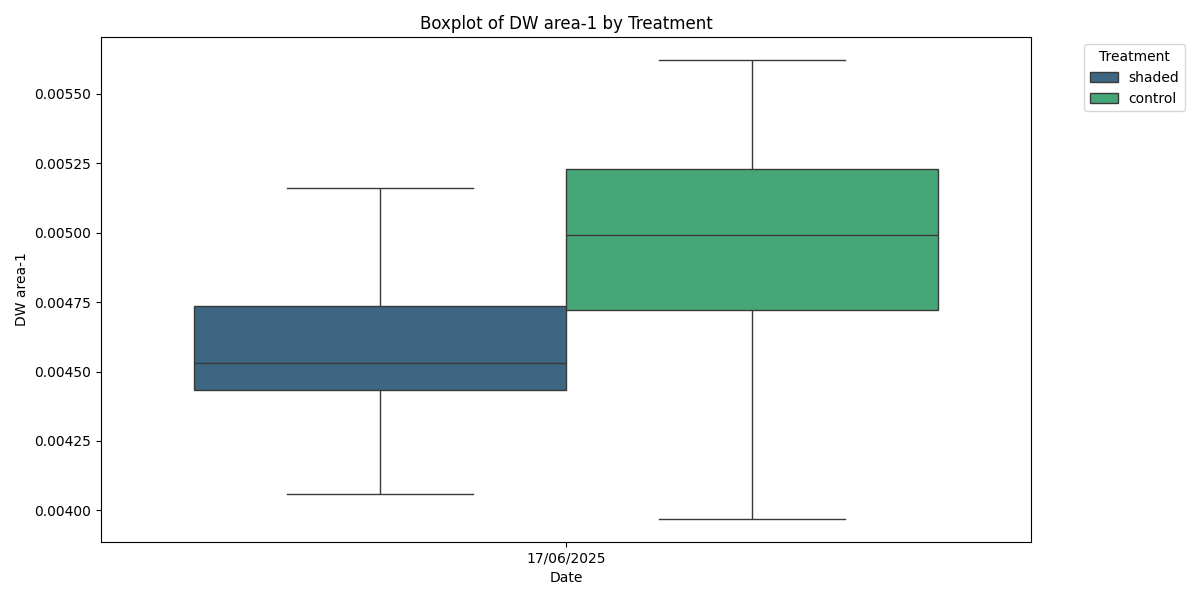 Boxplot of DW area-1 by Treatment
Treatment
shaded
control
DW area-1
0.00550
0.00525
0.00500
0.00475
0.00450
0.00425
0.00400
17/06/2025
Date